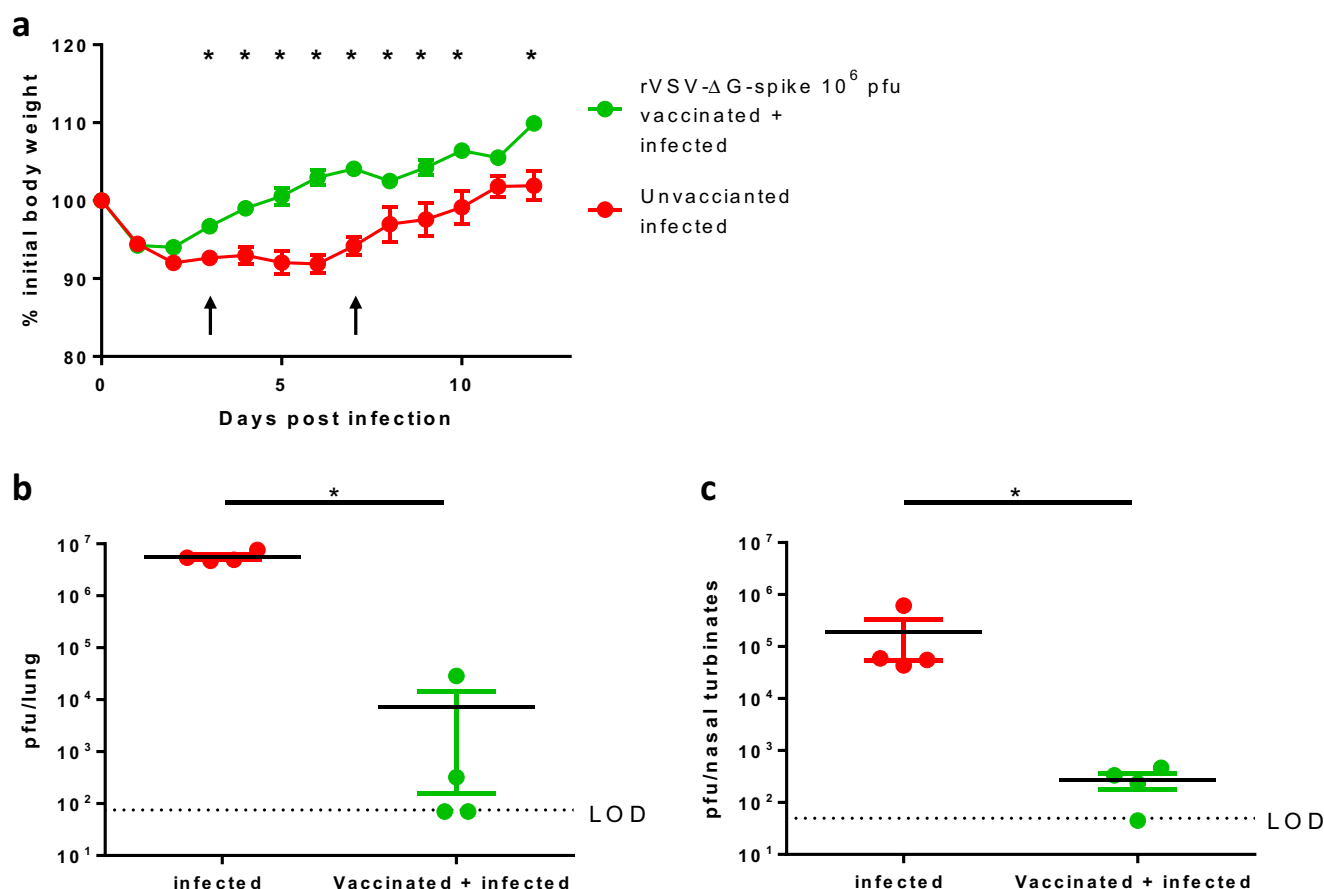 a
120
110
100
90
80
% initial body weight
* * * * * * * * *
0 5 10
Days post infection
rVSV-Δ G-spike 10⁶ pfu
vaccinated +
infected
Unvaccianted
infected
b
*
10⁷
10⁶
10⁵
10⁴
10³
10²
10¹
pfu/lung
LOD
infected Vaccinated + infected
c
*
10⁷
10⁶
10⁵
10⁴
10³
10²
10¹
pfu/nasal turbinates
LOD
infected Vaccinated + infected